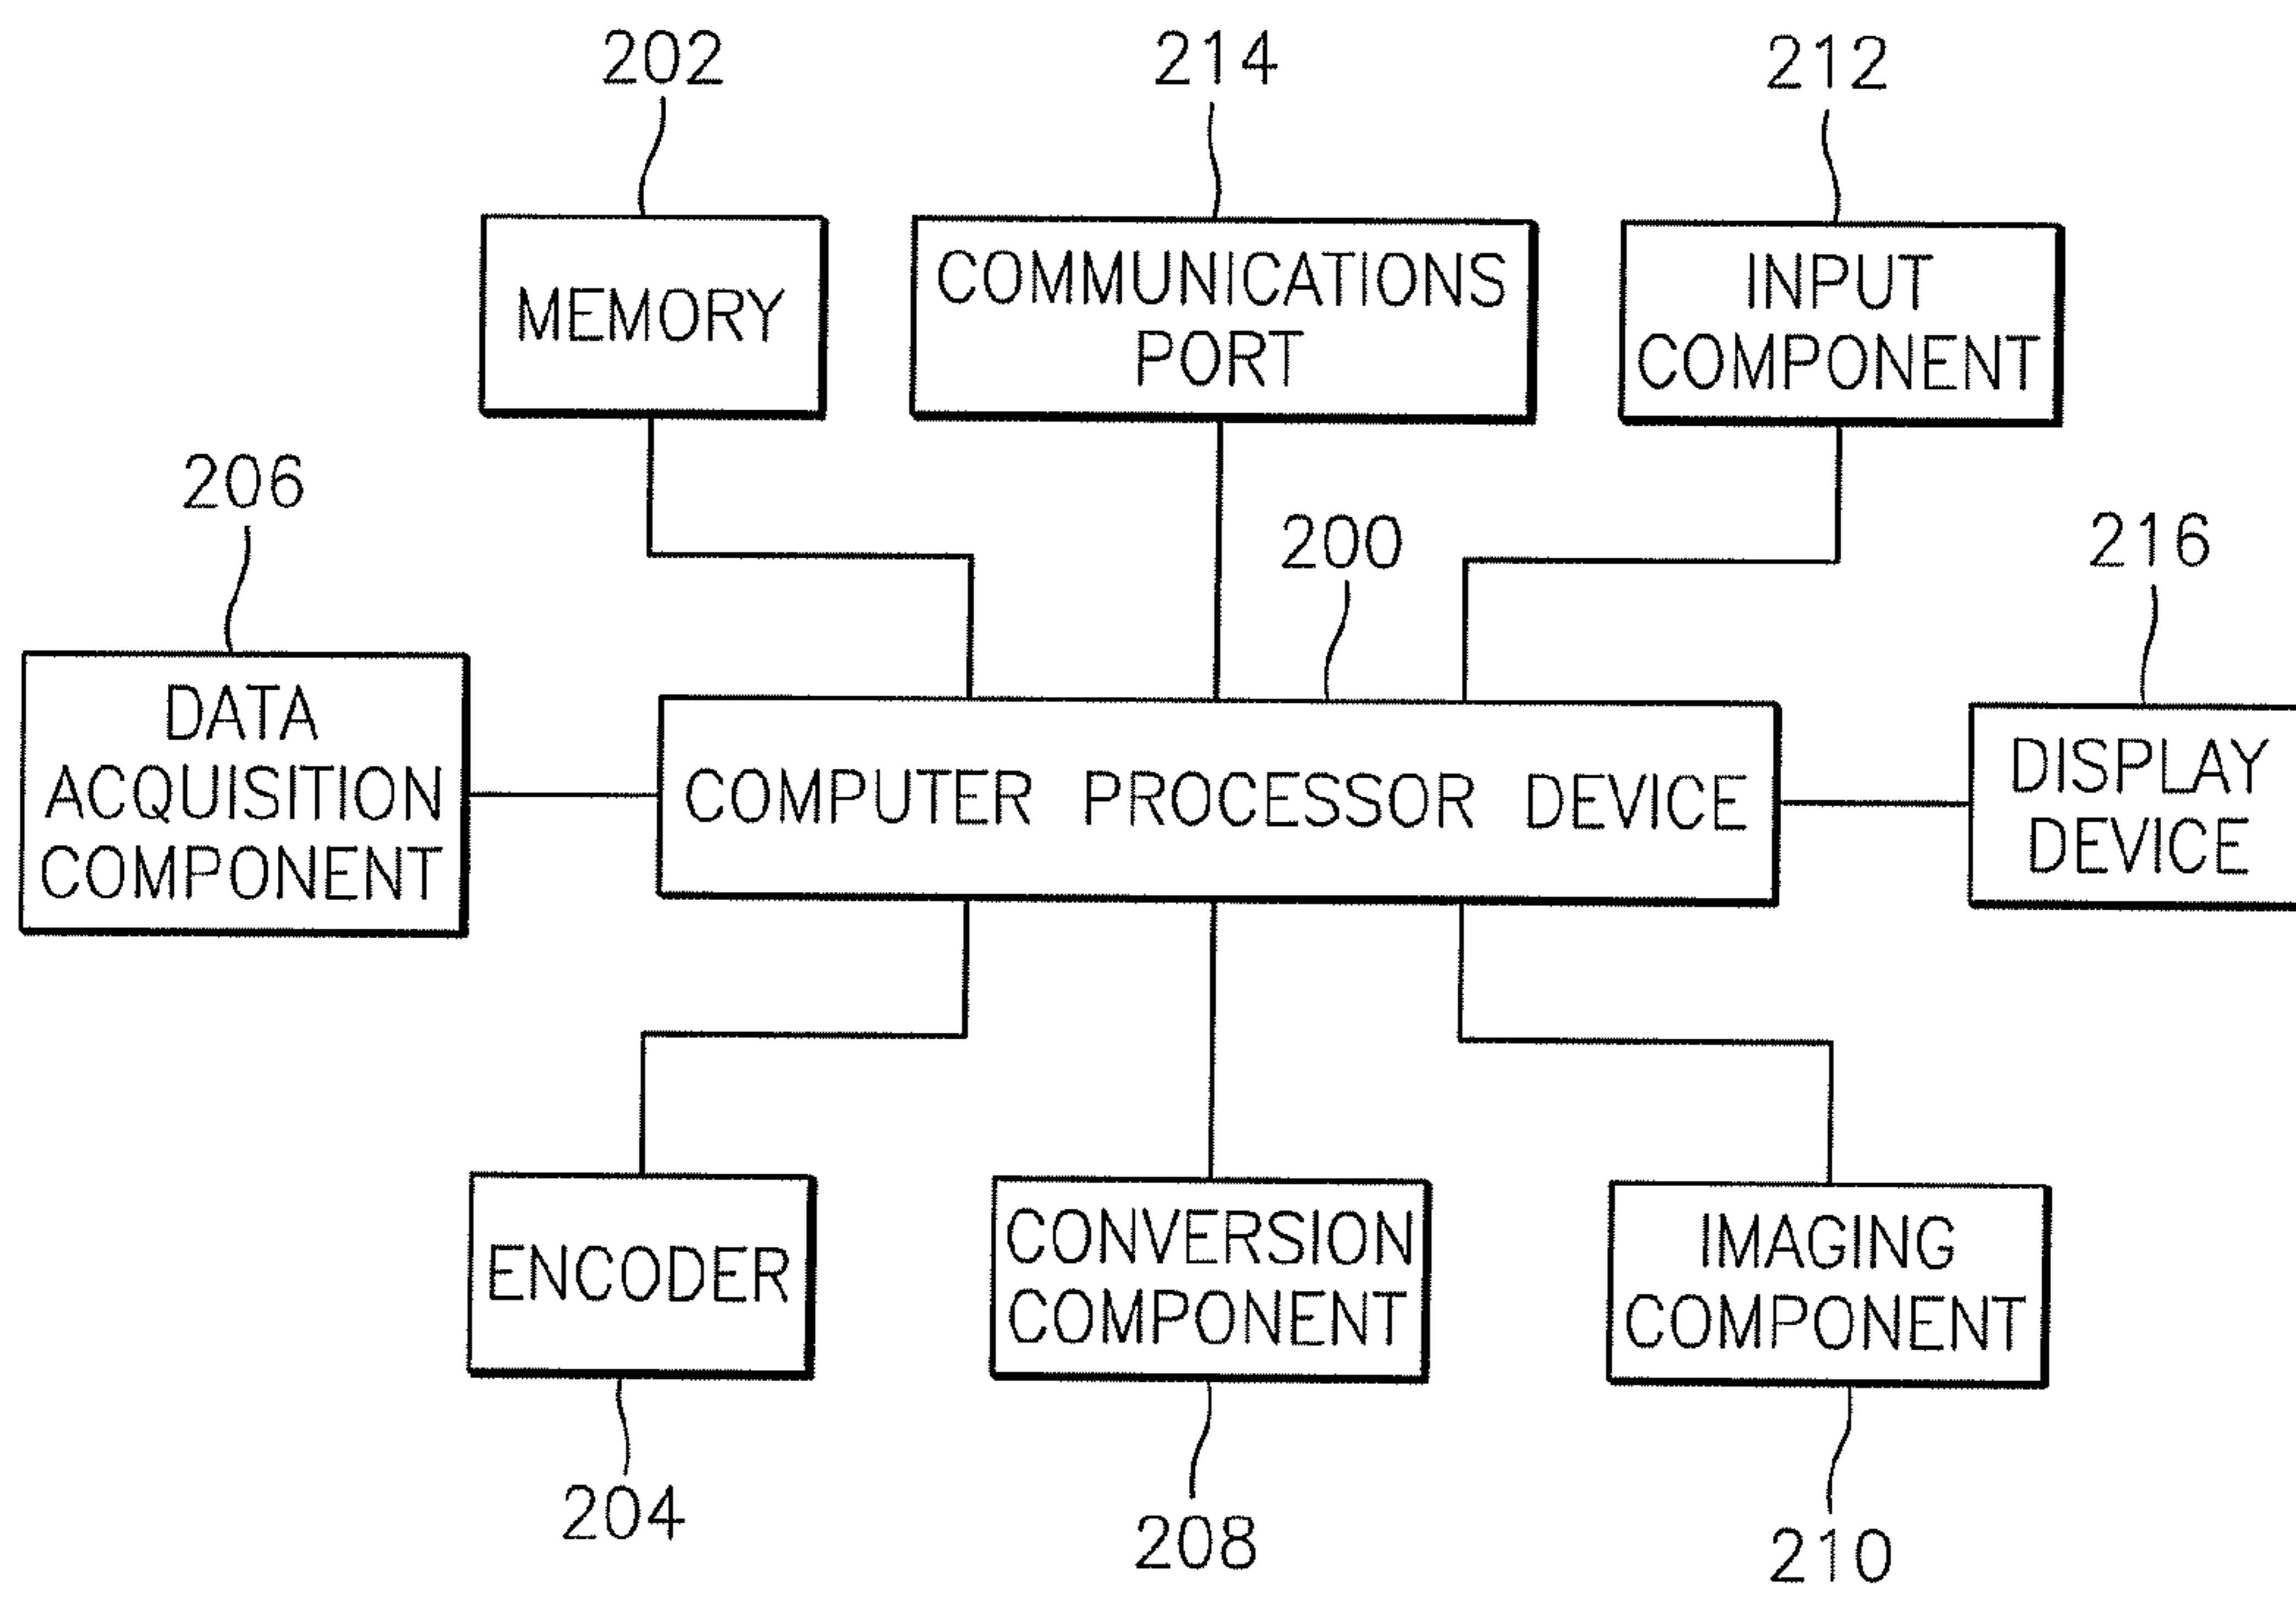 202
214
212
MEMORY
COMMUNICATIONS
PORT
INPUT
COMPONENT
206
200
216
DATA
ACQUISITION
COMPONENT
COMPUTER PROCESSOR DEVICE
DISPLAY
DEVICE
ENCODER
CONVERSION
COMPONENT
IMAGING
COMPONENT
204
208
210